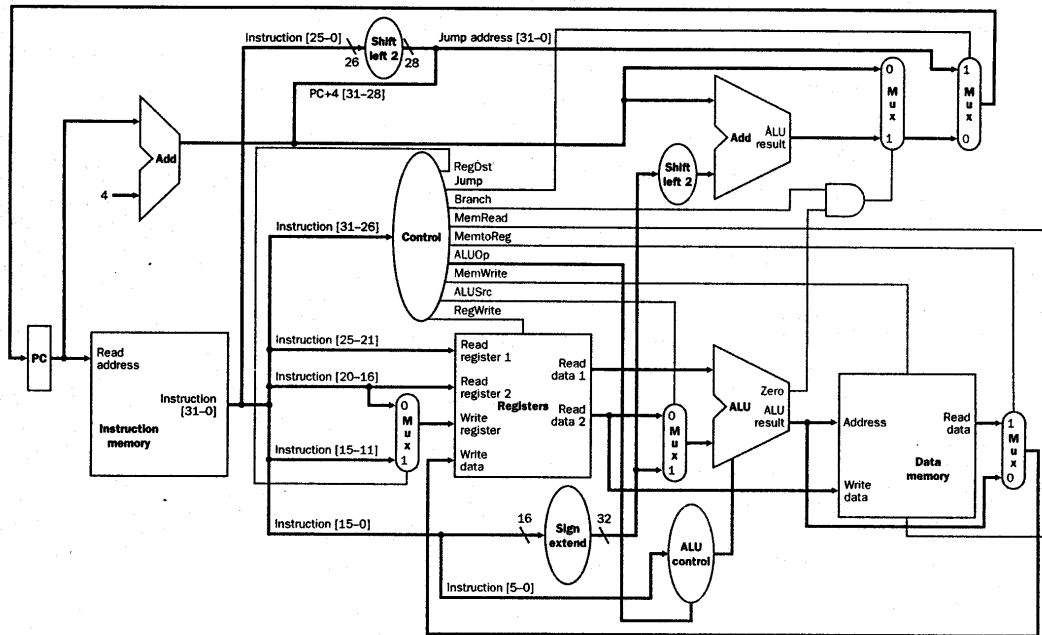 Instruction [25–0]
26
Shift
left 2
28
Jump address [31–0]
PC+4 [31–28]
Add
4
0
M
u
x
1
1
M
u
x
0
Add
ALU
result
Shift
left 2
RegDst
Jump
Branch
MemRead
MemtoReg
ALUOp
MemWrite
ALUSrc
RegWrite
Instruction [31–26]
Control
PC
Read
address
Instruction
[31–0]
Instruction
memory
Instruction [25–21]
Instruction [20–16]
Instruction [15–11]
0
M
u
x
1
Read
register 1
Read
register 2
Write
register
Write
data
Registers
Read
data 1
Read
data 2
0
M
u
x
1
Zero
ALU
ALU
result
Address
Write
data
Read
data
Data
memory
1
M
u
x
0
Instruction [15–0]
16
Sign
extend
32
ALU
control
Instruction [5–0]